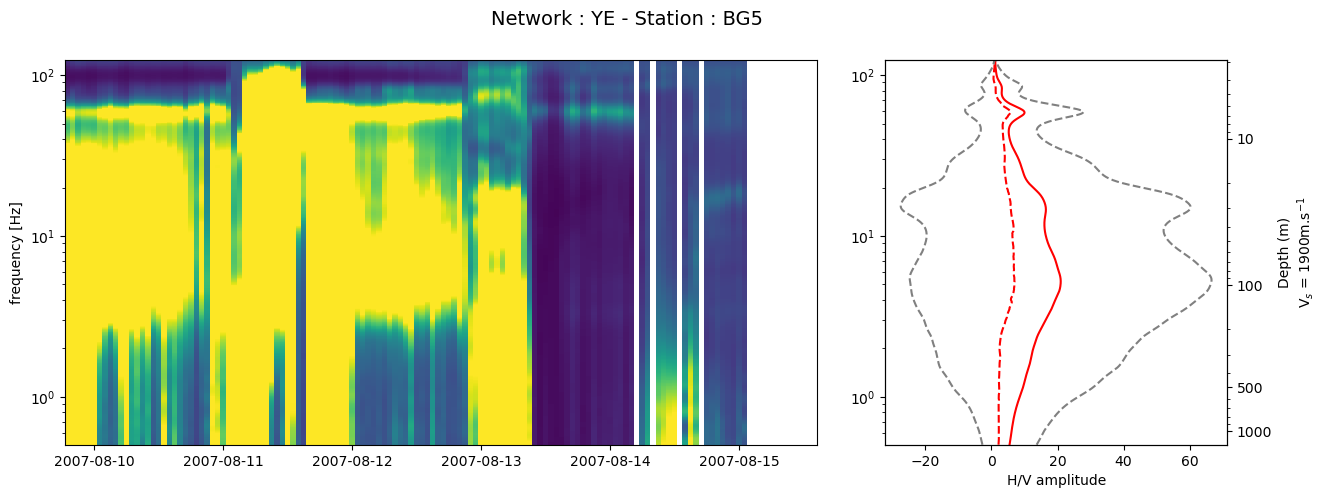 Network : YE - Station : BG5
frequency [Hz]
10²
10¹
10⁰
2007-08-10 2007-08-11 2007-08-12 2007-08-13 2007-08-14 2007-08-15
10²
10¹
10⁰
−20 0 20 40 60
H/V amplitude
10
100
500
1000
Depth (m)
Vₛ = 1900m.s⁻¹